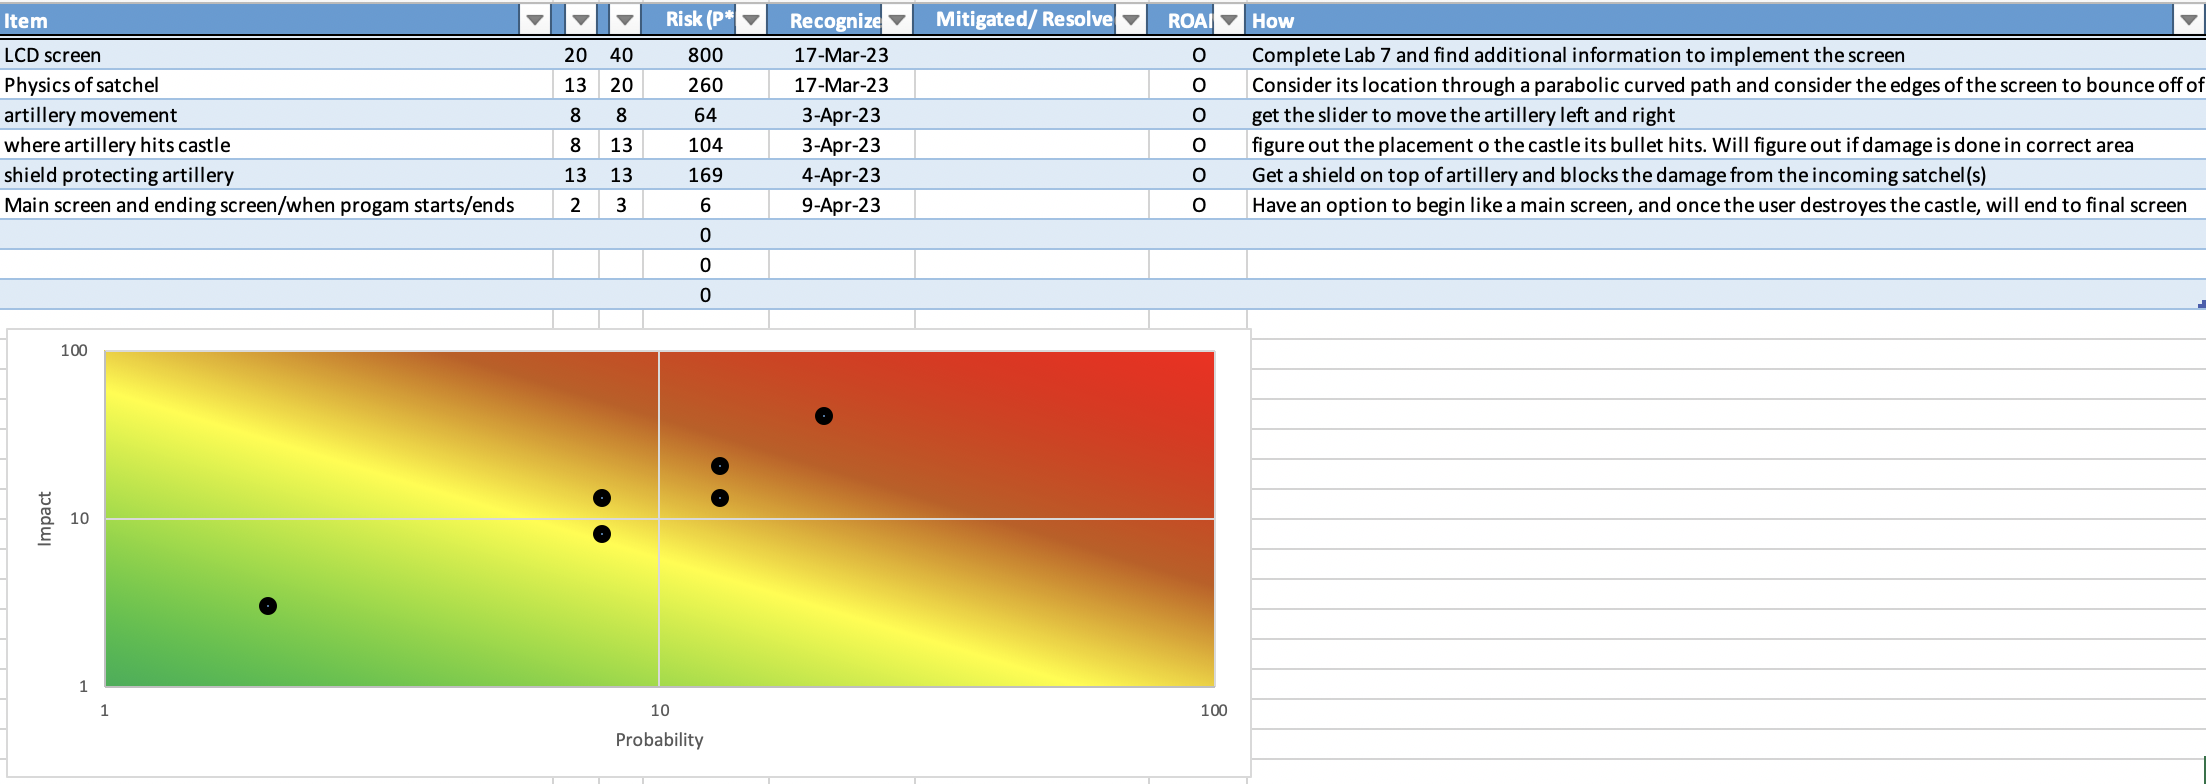 Item Risk (P* Recognize Mitigated/ Resolve ROA How
LCD screen 20 40 800 17-Mar-23 O Complete Lab 7 and find additional information to implement the screen
Physics of satchel 13 20 260 17-Mar-23 O Consider its location through a parabolic curved path and consider the edges of the screen to bounce off of
artillery movement 8 8 64 3-Apr-23 O get the slider to move the artillery left and right
where artillery hits castle 8 13 104 3-Apr-23 O figure out the placement o the castle its bullet hits. Will figure out if damage is done in correct area
shield protecting artillery 13 13 169 4-Apr-23 O Get a shield on top of artillery and blocks the damage from the incoming satchel(s)
Main screen and ending screen/when progam starts/ends 2 3 6 9-Apr-23 O Have an option to begin like a main screen, and once the user destroyes the castle, will end to final screen
0
0
0
100
Impact
10
1
1 10 100
Probability